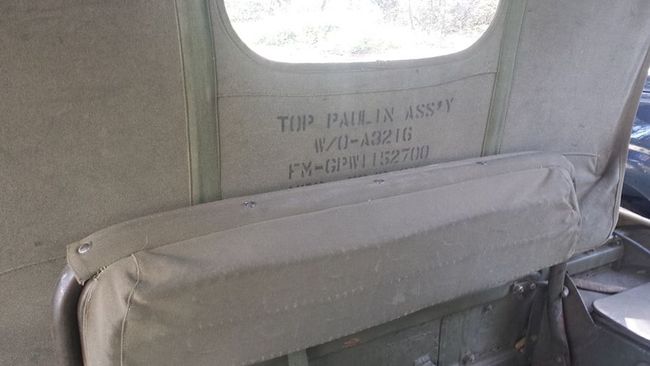 TOP PAULIN ASS'Y
W/O-A3216
FM-GPW1152700